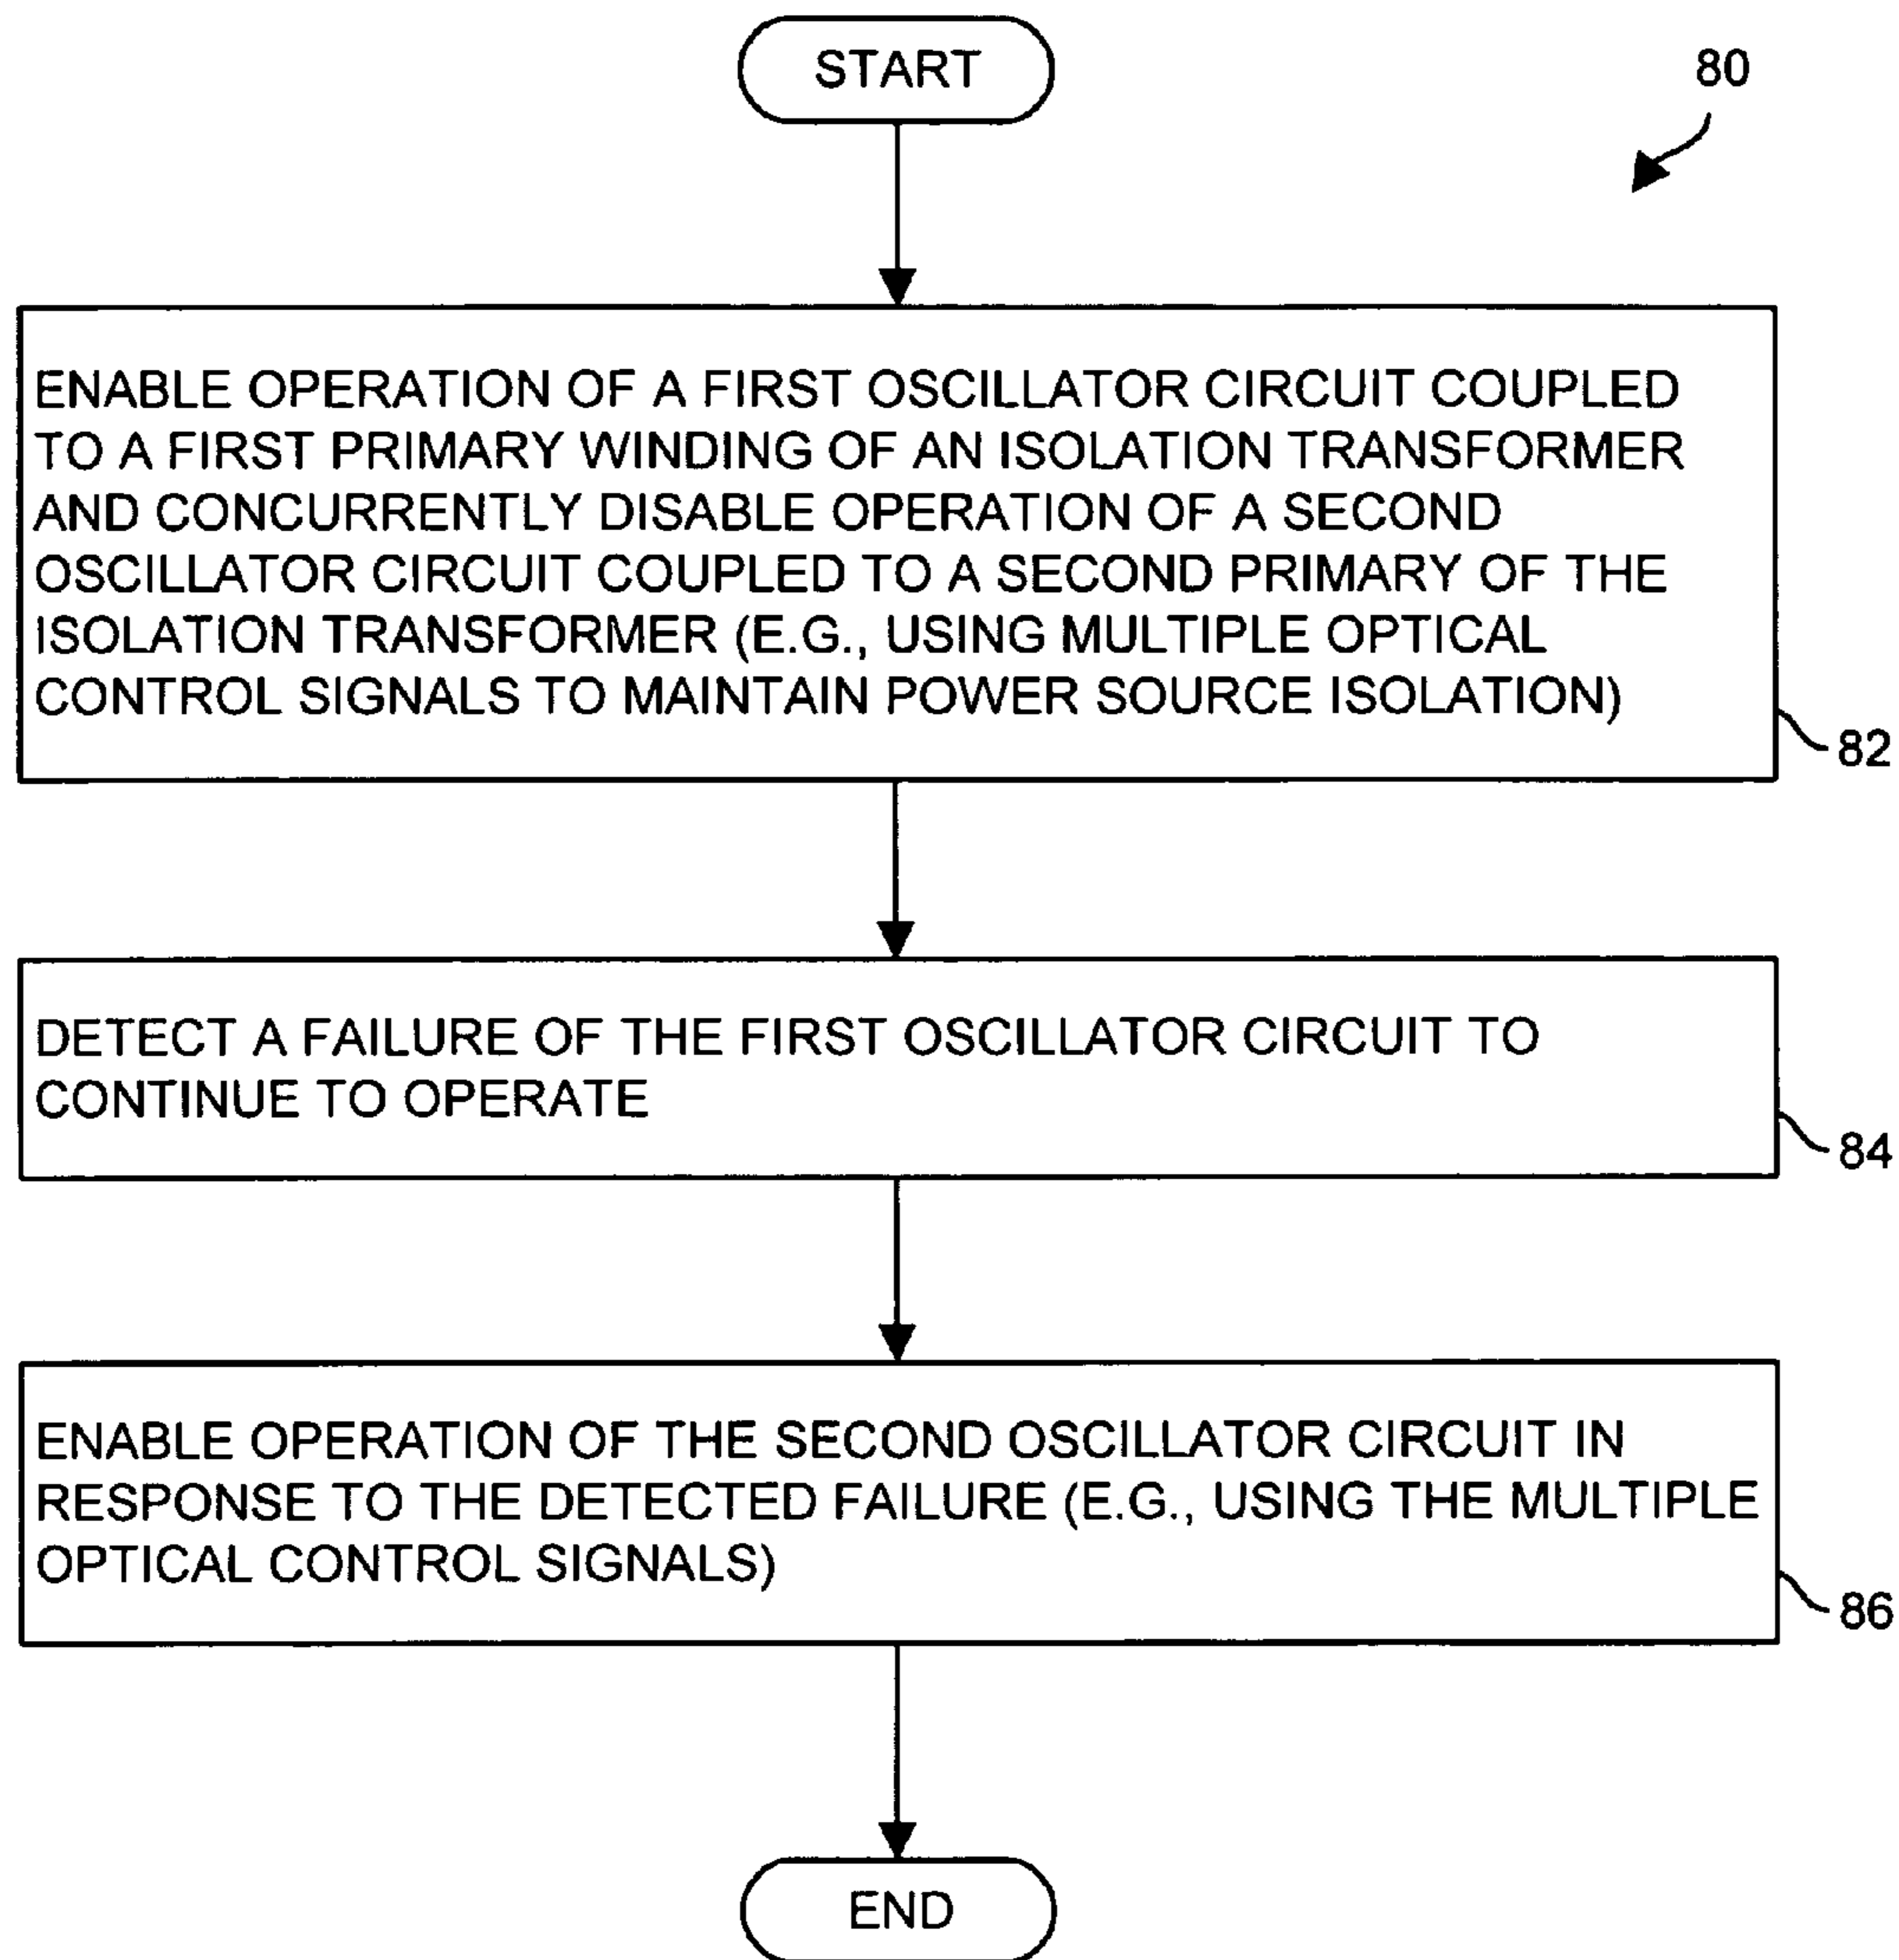 START
80
ENABLE OPERATION OF A FIRST OSCILLATOR CIRCUIT COUPLED
TO A FIRST PRIMARY WINDING OF AN ISOLATION TRANSFORMER
AND CONCURRENTLY DISABLE OPERATION OF A SECOND
OSCILLATOR CIRCUIT COUPLED TO A SECOND PRIMARY OF THE
ISOLATION TRANSFORMER (E.G., USING MULTIPLE OPTICAL
CONTROL SIGNALS TO MAINTAIN POWER SOURCE ISOLATION)
82
DETECT A FAILURE OF THE FIRST OSCILLATOR CIRCUIT TO
CONTINUE TO OPERATE
84
ENABLE OPERATION OF THE SECOND OSCILLATOR CIRCUIT IN
RESPONSE TO THE DETECTED FAILURE (E.G., USING THE MULTIPLE
OPTICAL CONTROL SIGNALS)
86
END